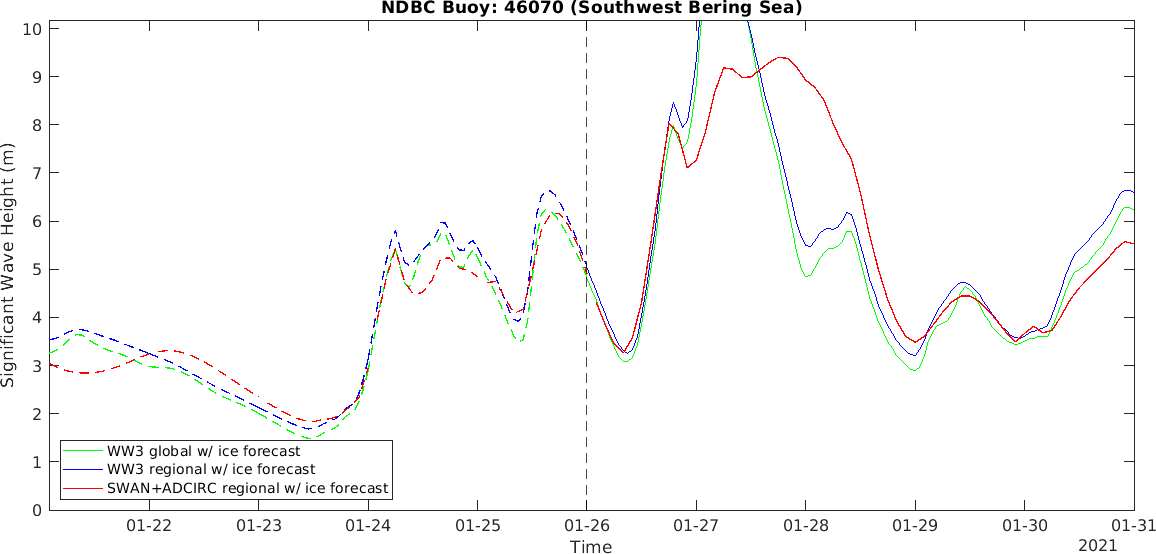 NDBC Buoy: 46070 (Southwest Bering Sea)
Significant Wave Height (m)
10
9
8
7
6
5
4
3
2
1
0
WW3 global w/ ice forecast
WW3 regional w/ ice forecast
SWAN+ADCIRC regional w/ ice forecast
01-22 01-23 01-24 01-25 01-26 01-27 01-28 01-29 01-30 01-31
Time
2021